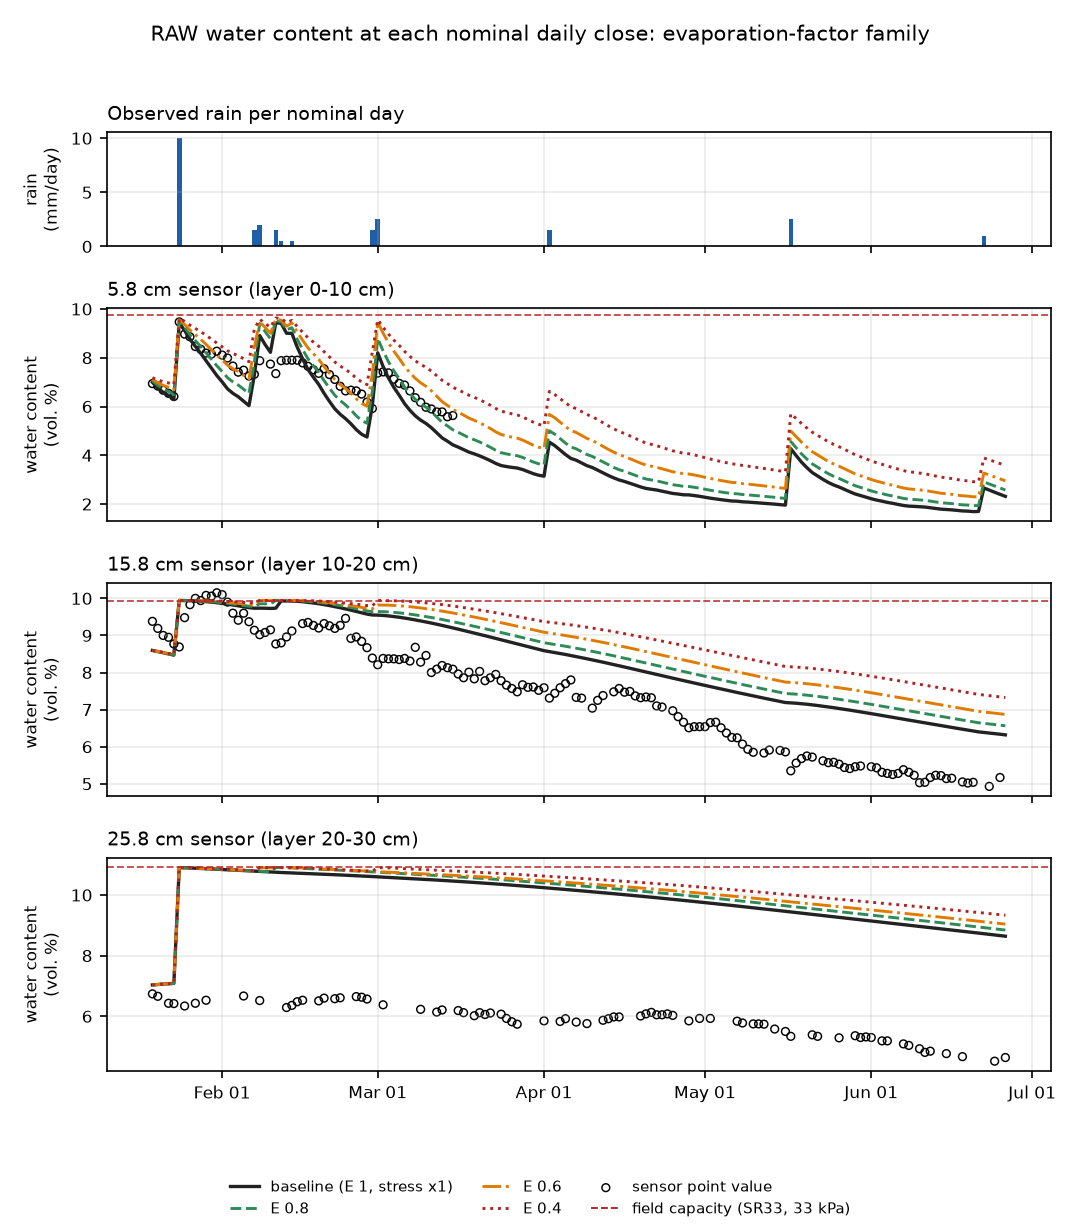 RAW water content at each nominal daily close: evaporation-factor family
Observed rain per nominal day
10
5
0
rain
(mm/day)
5.8 cm sensor (layer 0-10 cm)
10
8
6
4
2
water content
(vol. %)
15.8 cm sensor (layer 10-20 cm)
10
9
8
7
6
5
water content
(vol. %)
25.8 cm sensor (layer 20-30 cm)
10
8
6
water content
(vol. %)
Feb 01 Mar 01 Apr 01 May 01 Jun 01 Jul 01
baseline (E 1, stress x1) E 0.6 sensor point value
E 0.8 E 0.4 field capacity (SR33, 33 kPa)